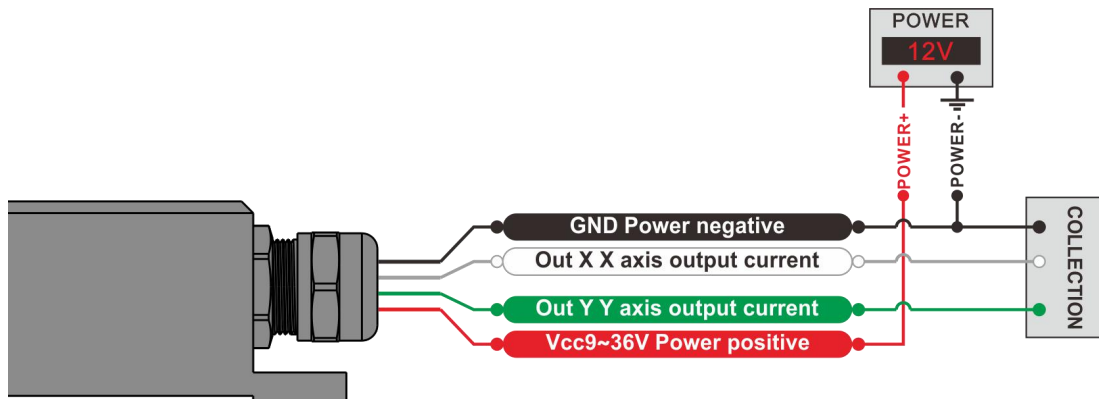 POWER
12V
POWER+
POWER-
GND Power negative
Out X X axis output current
Out Y Y axis output current
Vcc9~36V Power positive
COLLECTION